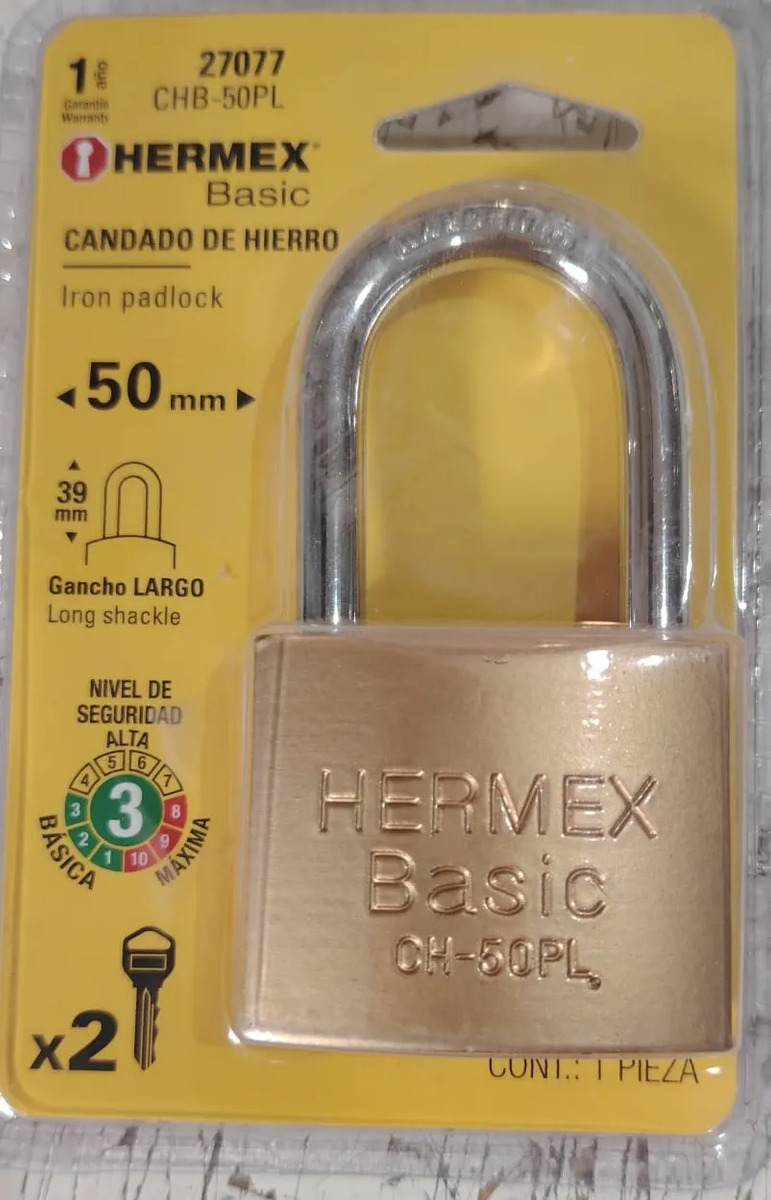 1 año
Garantía
Warranty
27077
CHB-50PL
HERMEX®
Basic
CANDADO DE HIERRO
Iron padlock
50 mm
39
mm
Gancho LARGO
Long shackle
NIVEL DE
SEGURIDAD
ALTA
BÁSICA
MÁXIMA
1 2 3 4 5 6 7 8 9 10
3
x2
HERMEX
Basic
CH-50PL
CONT.: 1 PIEZA